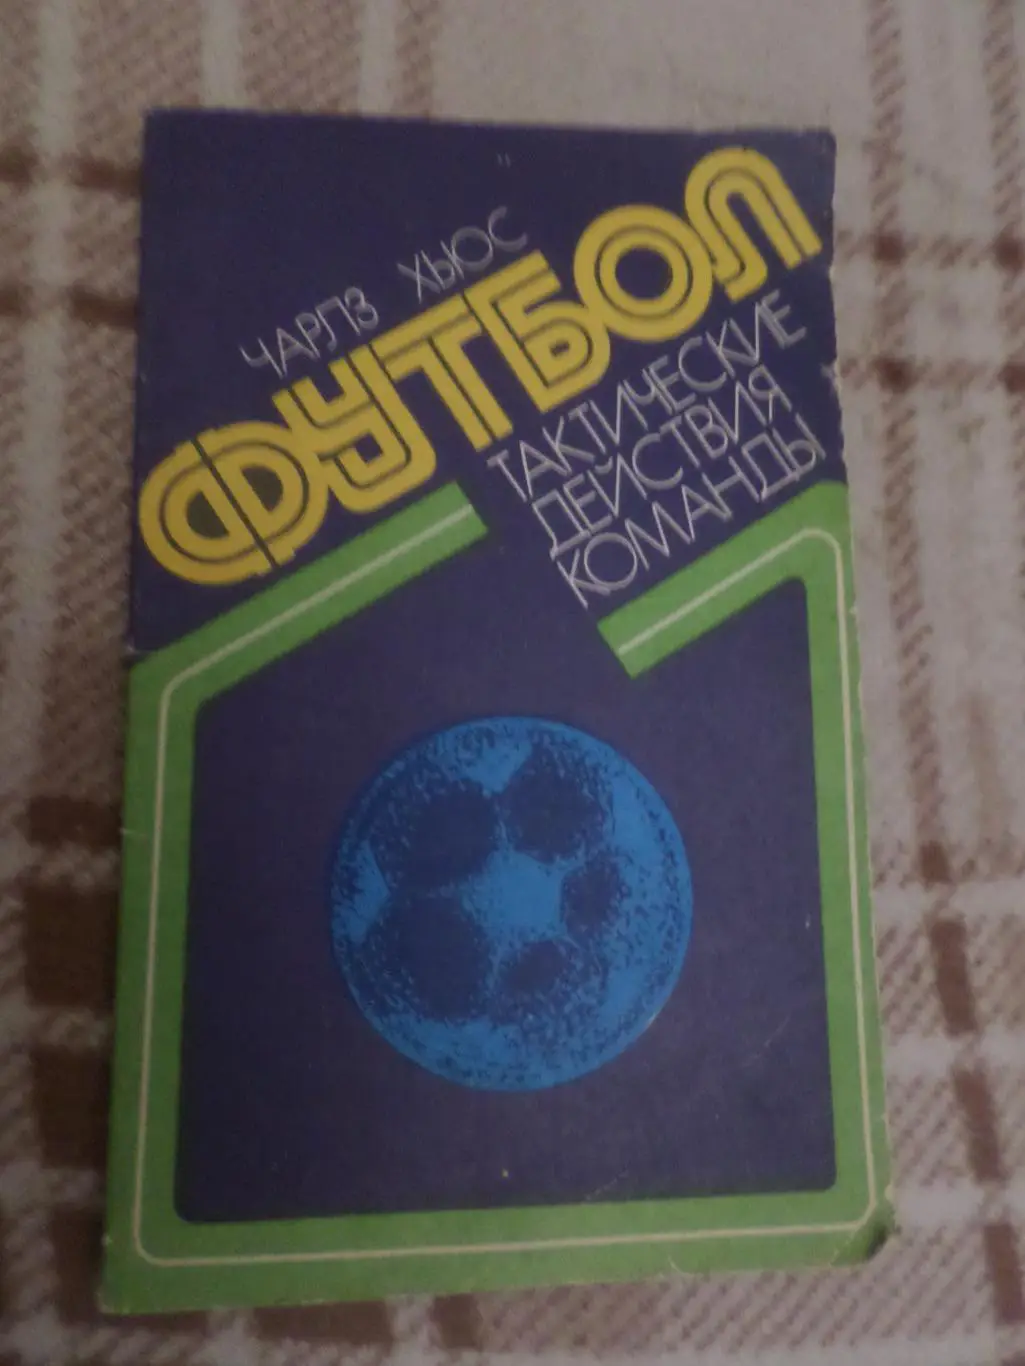 ЧАРЛЗ ХЬЮС
ФУТБОЛ
ТАКТИЧЕСКИЕ
ДЕЙСТВИЯ
КОМАНДЫ